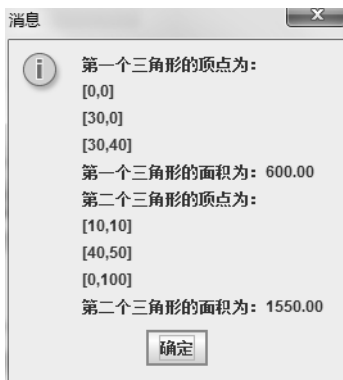 消息
第一个三角形的顶点为：
[0,0]
[30,0]
[30,40]
第一个三角形的面积为：600.00
第二个三角形的顶点为：
[10,10]
[40,50]
[0,100]
第二个三角形的面积为：1550.00
确定